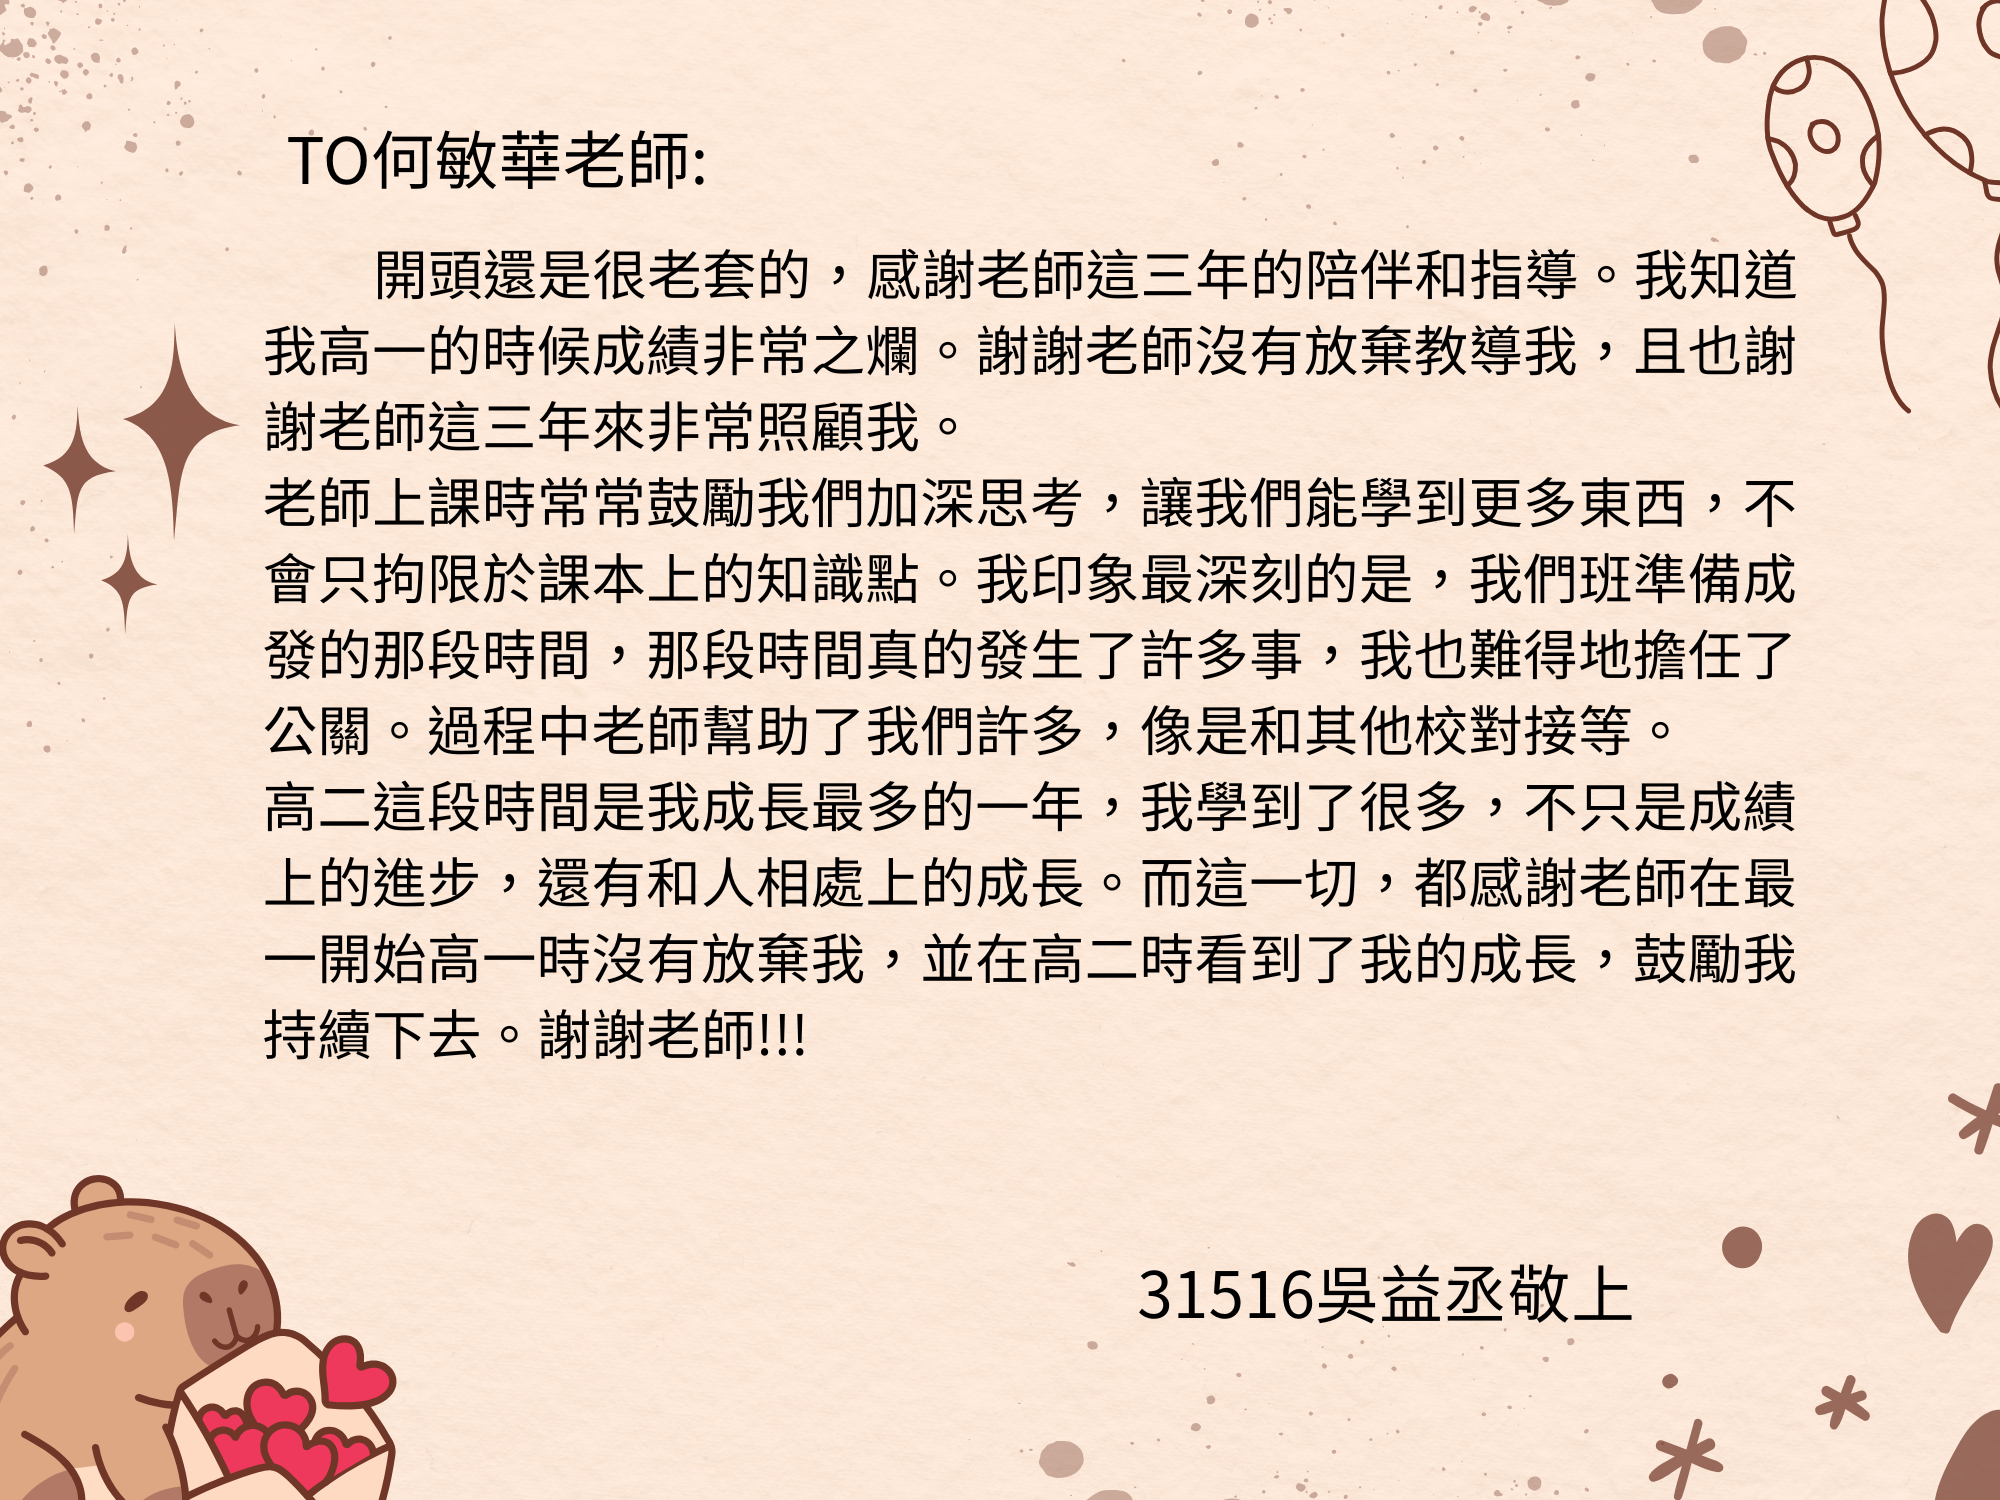 TO何敏華老師:
開頭還是很老套的，感謝老師這三年的陪伴和指導。我知道
我高一的時候成績非常之爛。謝謝老師沒有放棄教導我，且也謝
謝老師這三年來非常照顧我。
老師上課時常常鼓勵我們加深思考，讓我們能學到更多東西，不
會只拘限於課本上的知識點。我印象最深刻的是，我們班準備成
發的那段時間，那段時間真的發生了許多事，我也難得地擔任了
公關。過程中老師幫助了我們許多，像是和其他校對接等。
高二這段時間是我成長最多的一年，我學到了很多，不只是成績
上的進步，還有和人相處上的成長。而這一切，都感謝老師在最
一開始高一時沒有放棄我，並在高二時看到了我的成長，鼓勵我
持續下去。謝謝老師!!!
31516吳益丞敬上